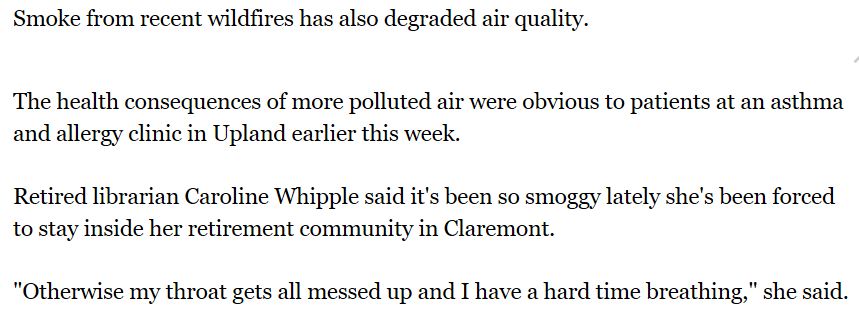 Smoke from recent wildfires has also degraded air quality.
The health consequences of more polluted air were obvious to patients at an asthma
and allergy clinic in Upland earlier this week.
Retired librarian Caroline Whipple said it's been so smoggy lately she's been forced
to stay inside her retirement community in Claremont.
"Otherwise my throat gets all messed up and I have a hard time breathing," she said.